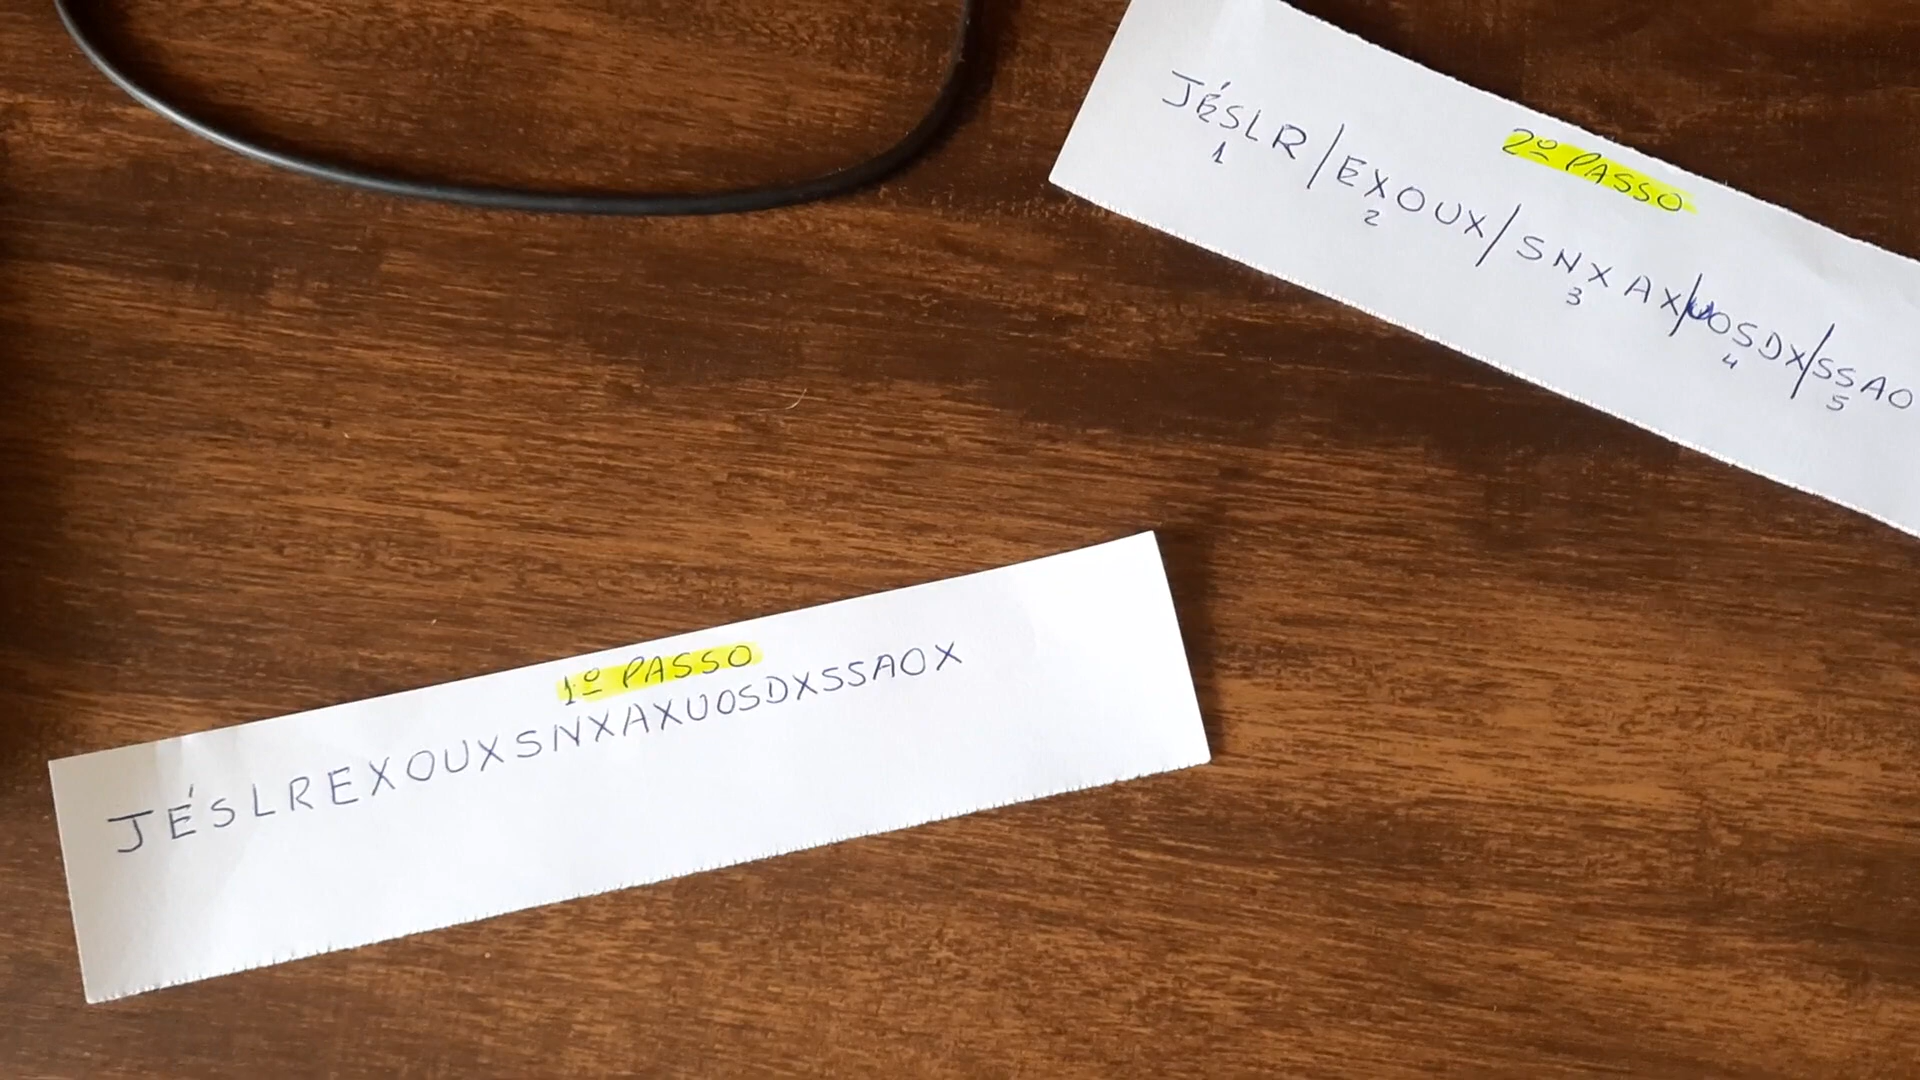 2º PASSO
JÉSLR/EXOUX/SNXAX/UOSDX/SSAO
1 2 3 4 5
1º PASSO
JÉSLREXOUXSNXAXUOSDXSSAOX